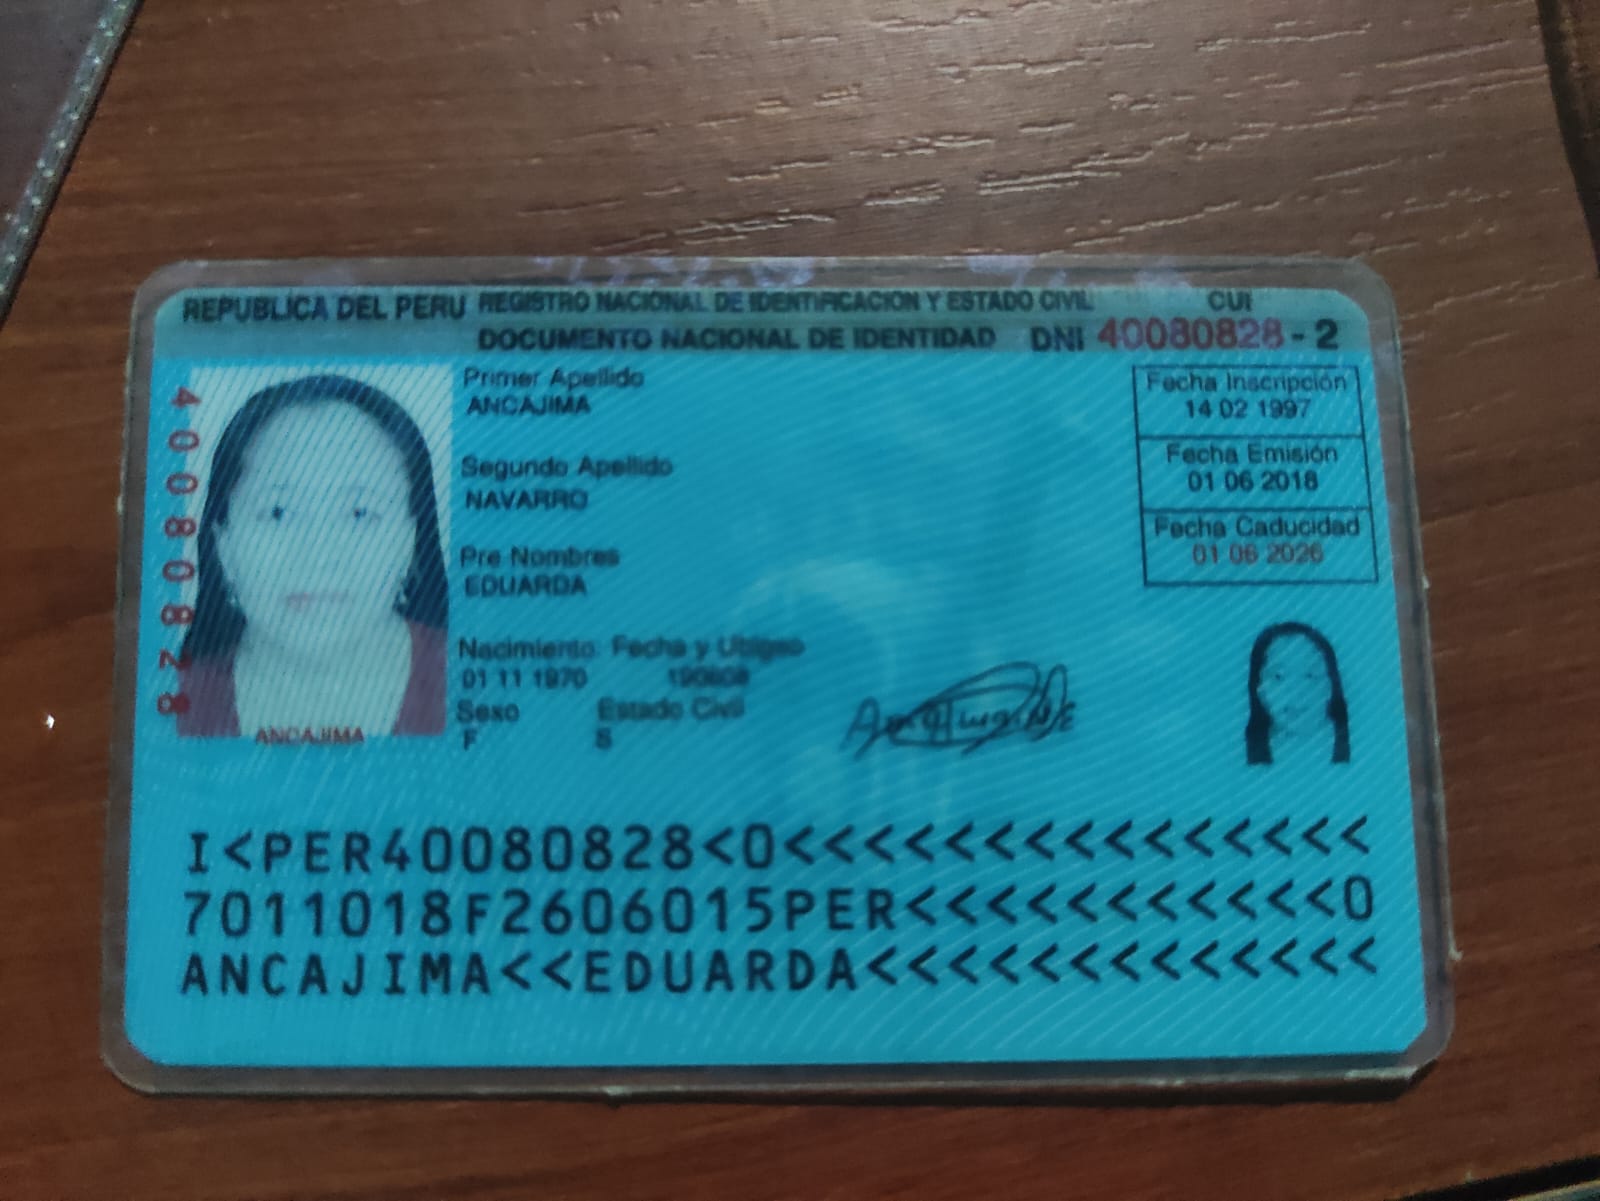 REPUBLICA DEL PERU REGISTRO NACIONAL DE IDENTIFICACION Y ESTADO CIVIL CUI
DOCUMENTO NACIONAL DE IDENTIDAD DNI 40080828-2
Primer Apellido
ANCAJIMA
Segundo Apellido
NAVARRO
Pre Nombres
EDUARDA
Nacimiento: Fecha y Ubigeo
01 11 1970
Sexo Estado Civil
F S
Fecha Inscripción
14 02 1997
Fecha Emisión
01 06 2018
Fecha Caducidad
01 06 2026
40080828
ANCAJIMA
I<PER40080828<0<<<<<<<<<<<<<<<
7011018F2606015PER<<<<<<<<<<<0
ANCAJIMA<<EDUARDA<<<<<<<<<<<<<